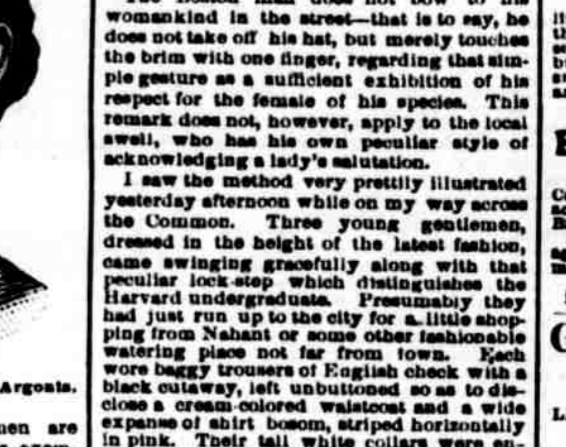 womankind in the street—that is to say, he
does not take off his hat, but merely touches
the brim with one finger, regarding that sim-
ple gesture as a sufficient exhibition of his
respect for the female of his species. This
remark does not, however, apply to the local
swell, who has his own peculiar style of
acknowledging a lady's salutation.
I saw the method very prettily illustrated
yesterday afternoon while on my way across
the Common. Three young gentlemen,
dressed in the height of the latest fashion,
came swinging gracefully along with that
peculiar lock-step which distinguishes the
Harvard undergraduate. Presumably they
had just run up to the city for a little shop-
ping from Nahant or some other fashionable
watering place not far from town. Each
wore baggy trousers of English check with a
black cutaway, left unbuttoned so as to dis-
close a cream-colored waistcoat and a wide
expanse of shirt bosom, striped horizontally
in pink. Their tall white collars were
Argoats.
men are